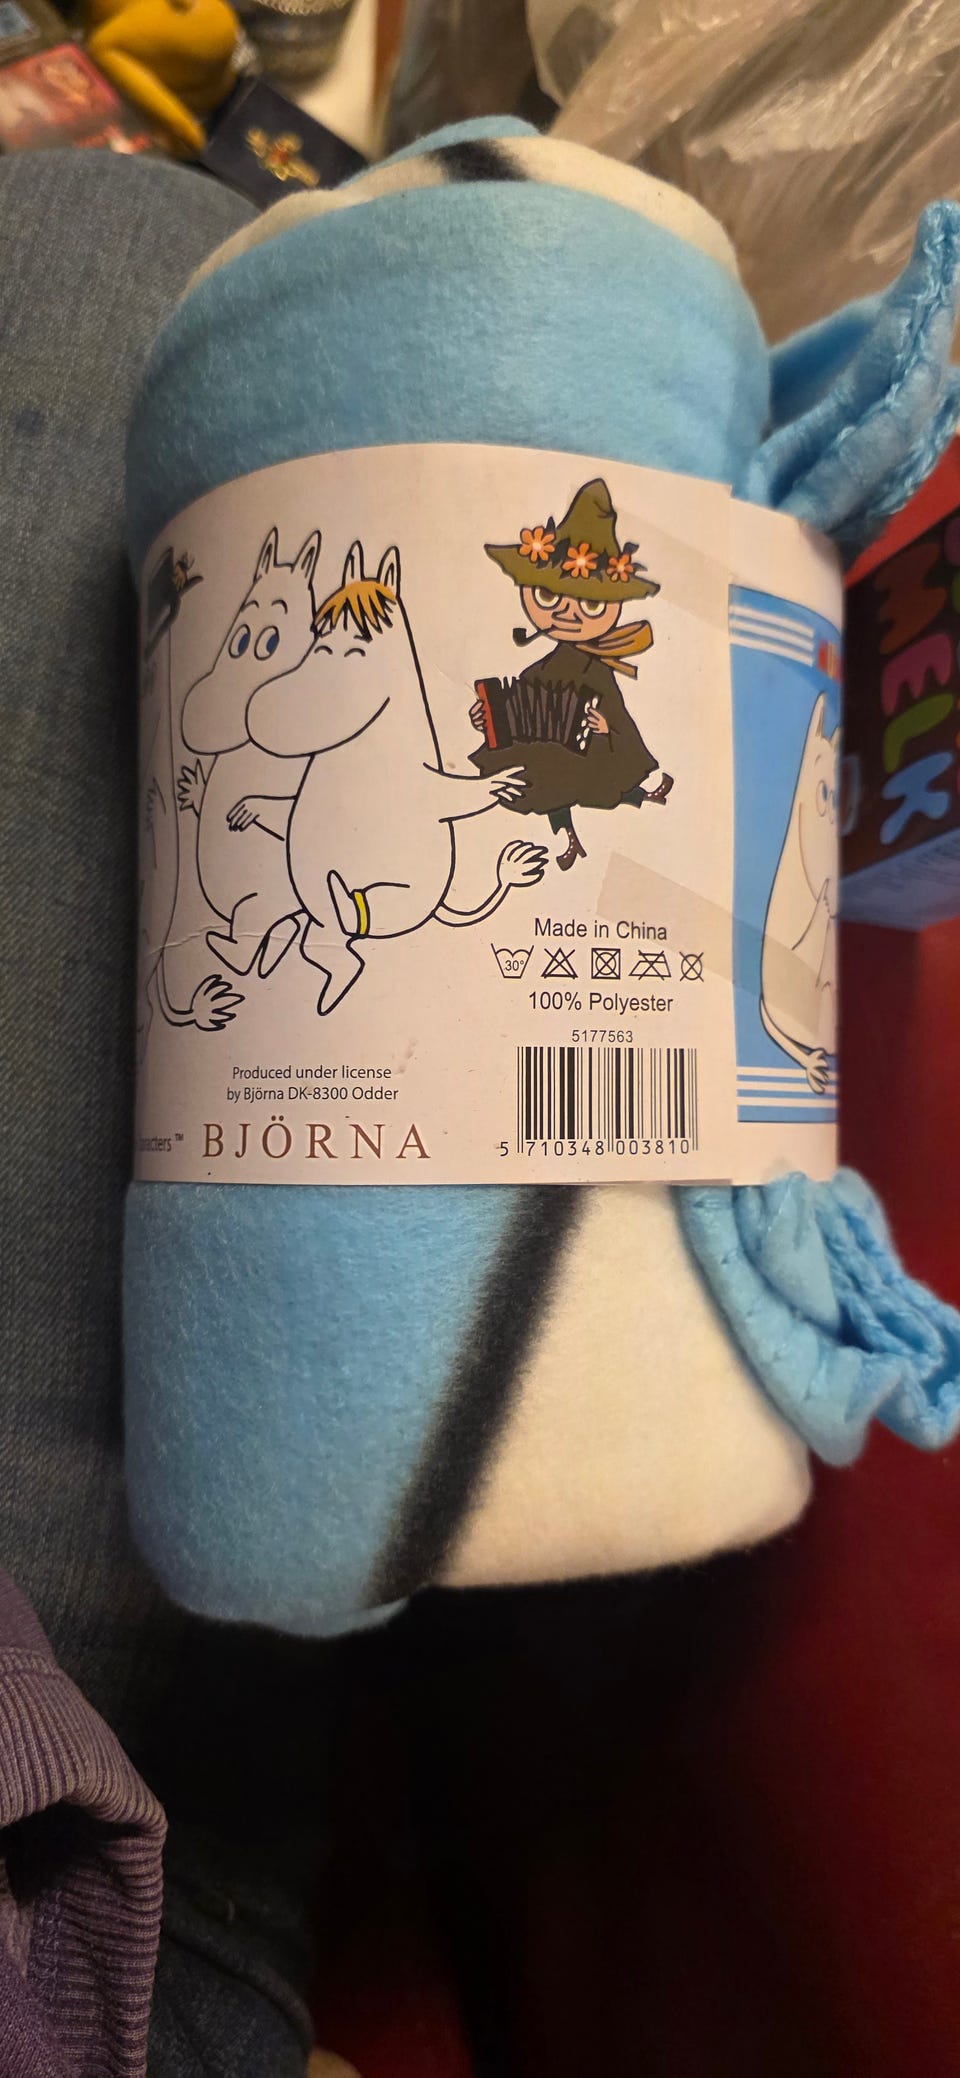 Made in China
30°
100% Polyester
5177563
5 710348 003810
Produced under license
by Björna DK-8300 Odder
BJÖRNA
MELK